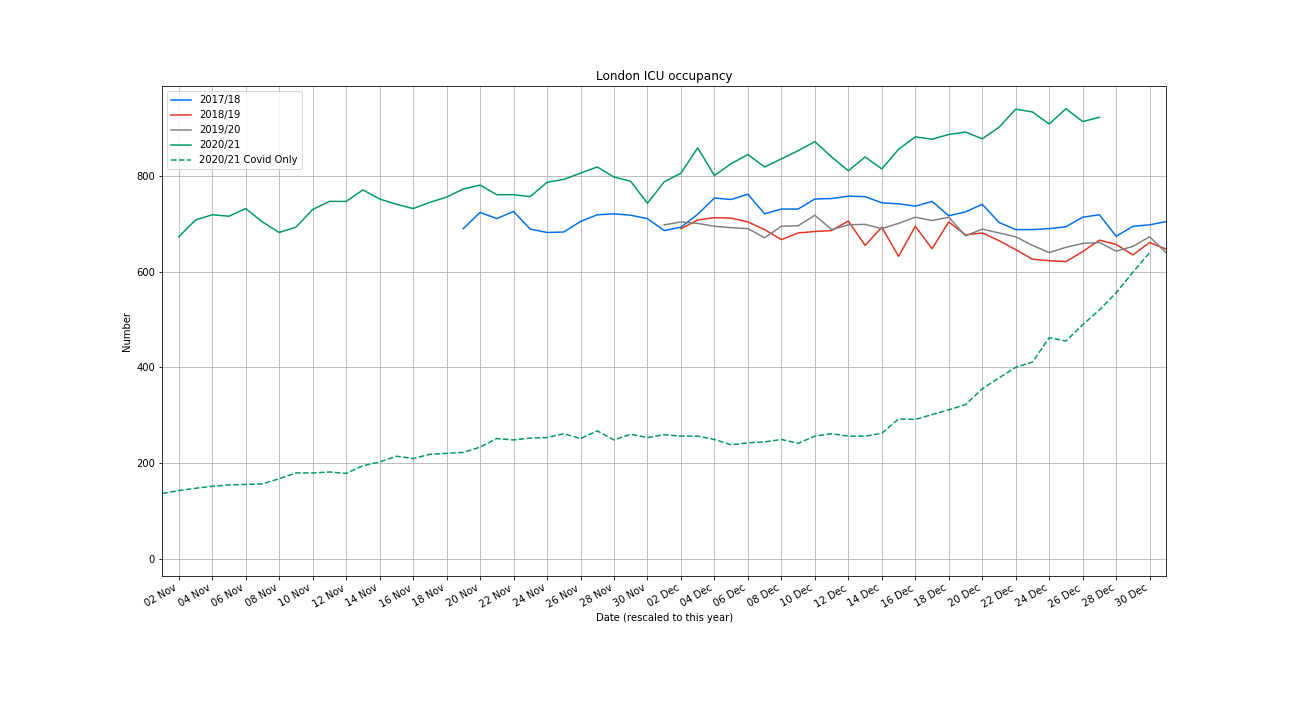 London ICU occupancy
2017/18
2018/19
2019/20
2020/21
2020/21 Covid Only
800
600
400
200
0
Number
02 Nov
04 Nov
06 Nov
08 Nov
10 Nov
12 Nov
14 Nov
16 Nov
18 Nov
20 Nov
22 Nov
24 Nov
26 Nov
28 Nov
30 Nov
02 Dec
04 Dec
06 Dec
08 Dec
10 Dec
12 Dec
14 Dec
16 Dec
18 Dec
20 Dec
22 Dec
24 Dec
26 Dec
28 Dec
30 Dec
Date (rescaled to this year)